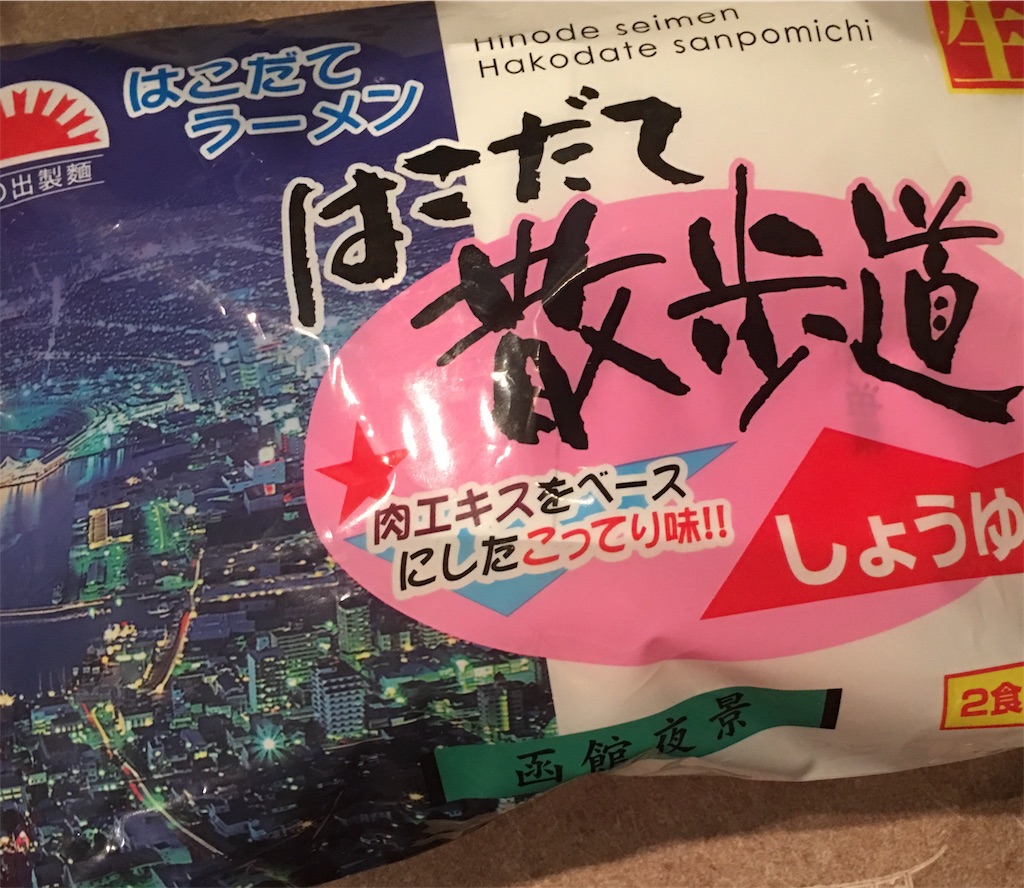 Hinode seimen
Hakodate sanpomichi
生
はこだて
ラーメン
の出製麺
はこだて
散歩道
肉エキスをベース
にしたこってり味!!
しょうゆ
2食
函館夜景